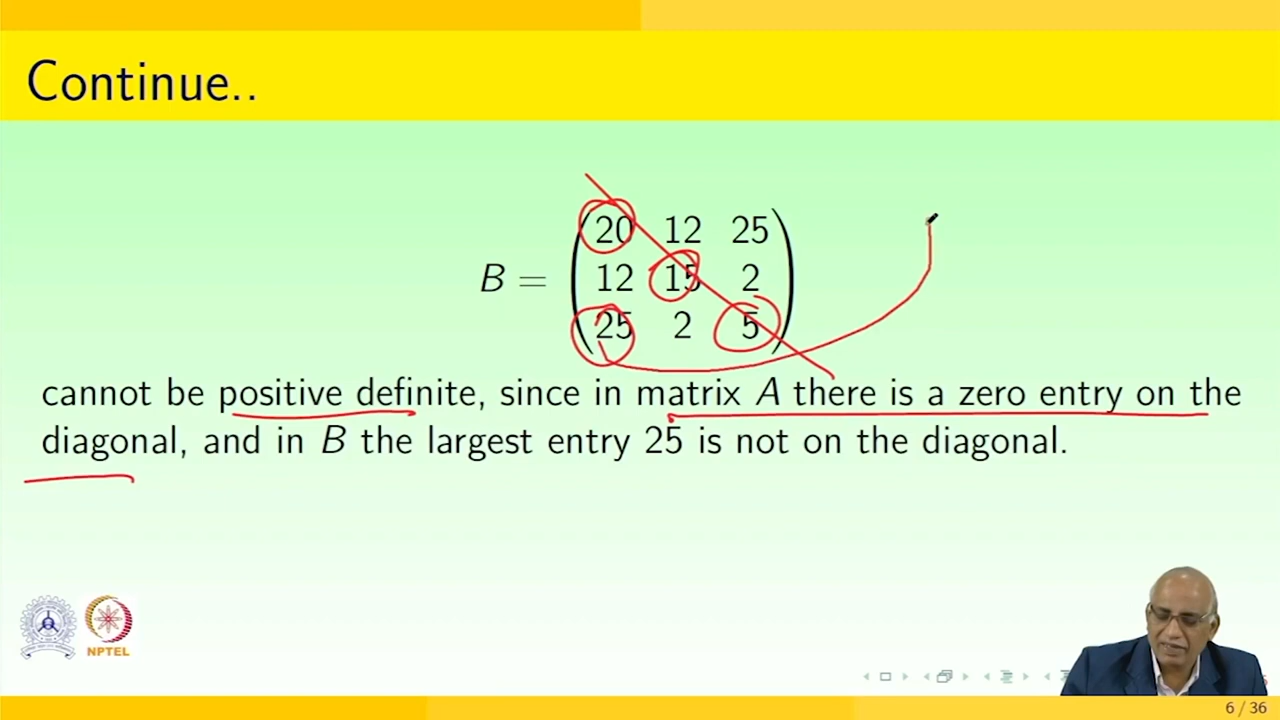 Continue..
20 12 25
B = 12 15 2
25 2 5
cannot be positive definite, since in matrix A there is a zero entry on the
diagonal, and in B the largest entry 25 is not on the diagonal.
NPTEL
6 / 36